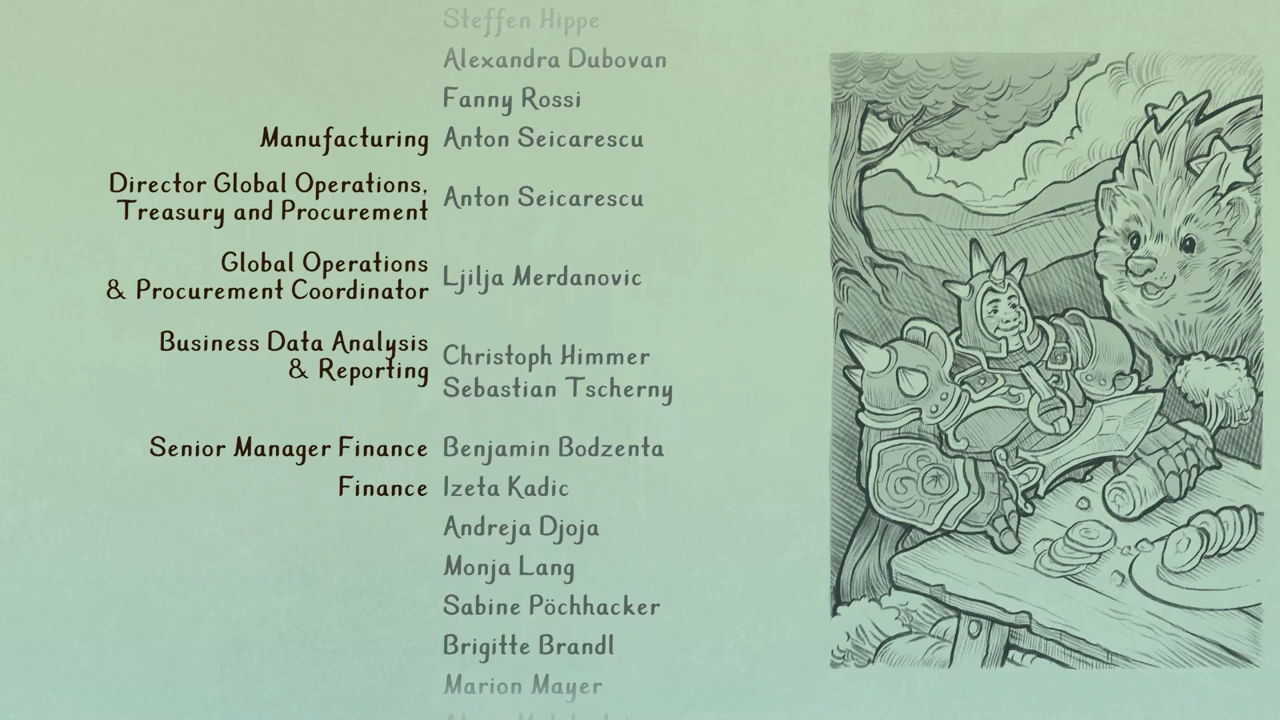 Steffen Hippe
Alexandra Dubovan
Fanny Rossi
Manufacturing Anton Seicarescu
Director Global Operations,
Treasury and Procurement Anton Seicarescu
Global Operations
& Procurement Coordinator Ljilja Merdanovic
Business Data Analysis
& Reporting Christoph Himmer
Sebastian Tscherny
Senior Manager Finance Benjamin Bodzenta
Finance Izeta Kadic
Andreja Djoja
Monja Lang
Sabine Pöchhacker
Brigitte Brandl
Marion Mayer